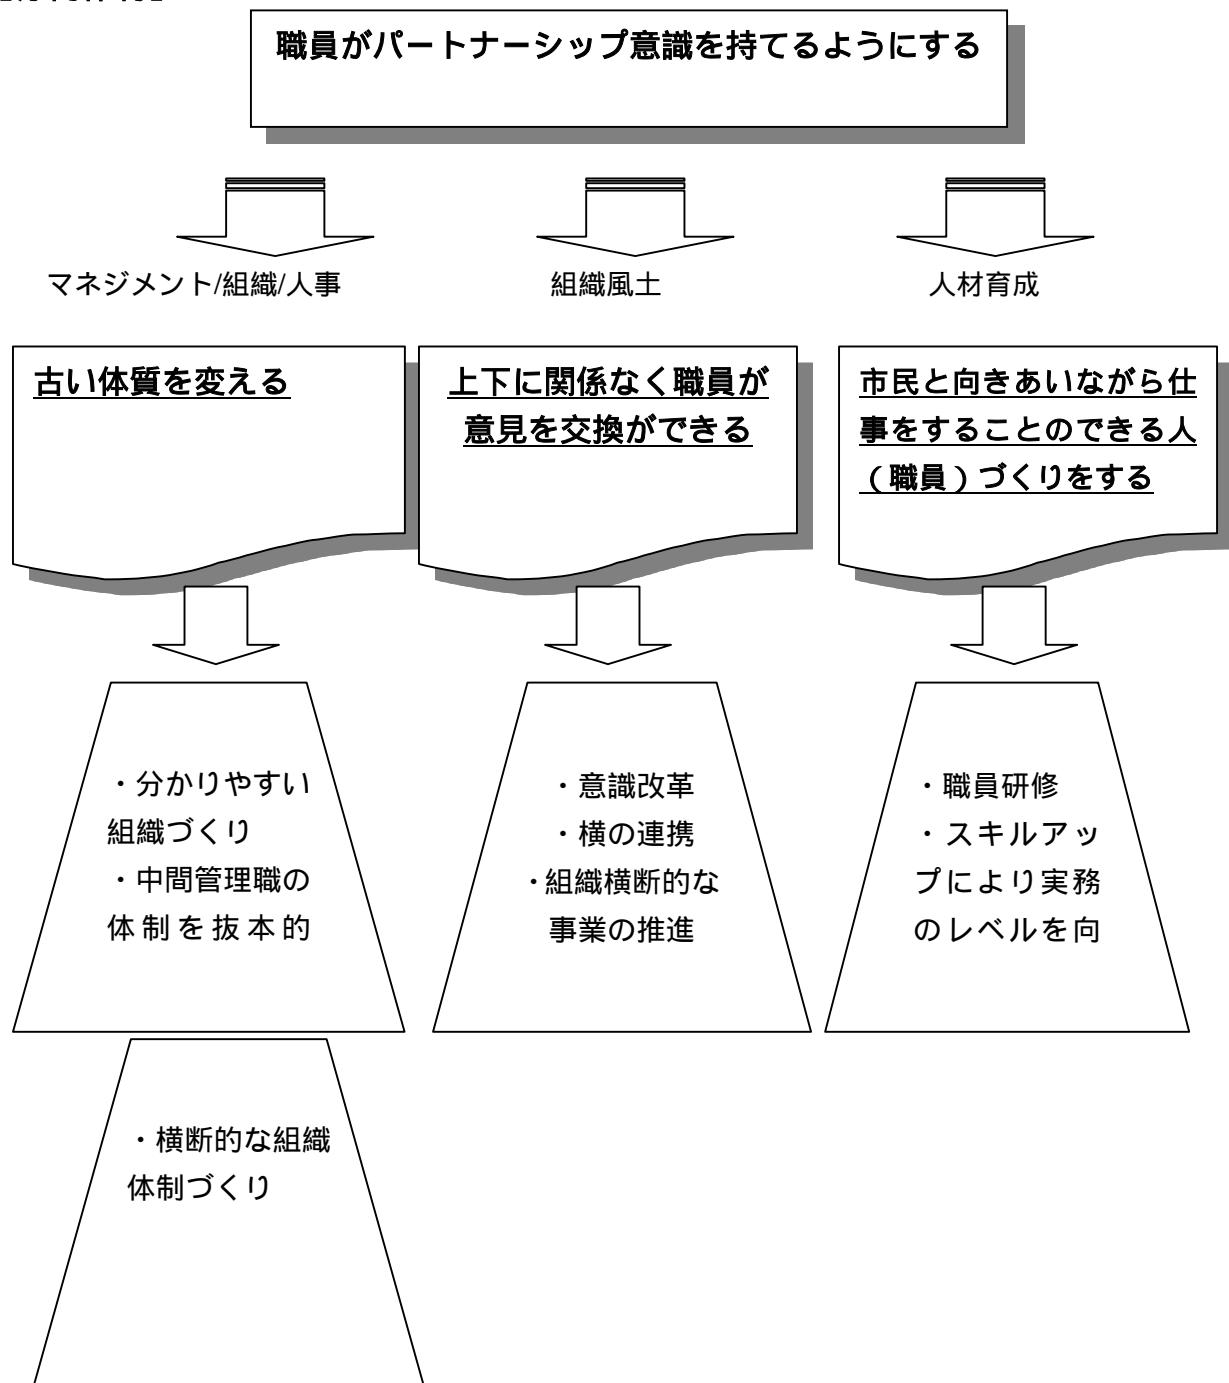 職員がパートナーシップ意識を持てるようにする
マネジメント/組織/人事
組織風土
人材育成
古い体質を変える
上下に関係なく職員が
意見を交換ができる
市民と向きあいながら仕
事をすることのできる人
（職員）づくりをする
・分かりやすい
組織づくり
・中間管理職の
体制を抜本的
・意識改革
・横の連携
・組織横断的な
事業の推進
・職員研修
・スキルアッ
プにより実務
のレベルを向
・横断的な組織
体制づくり